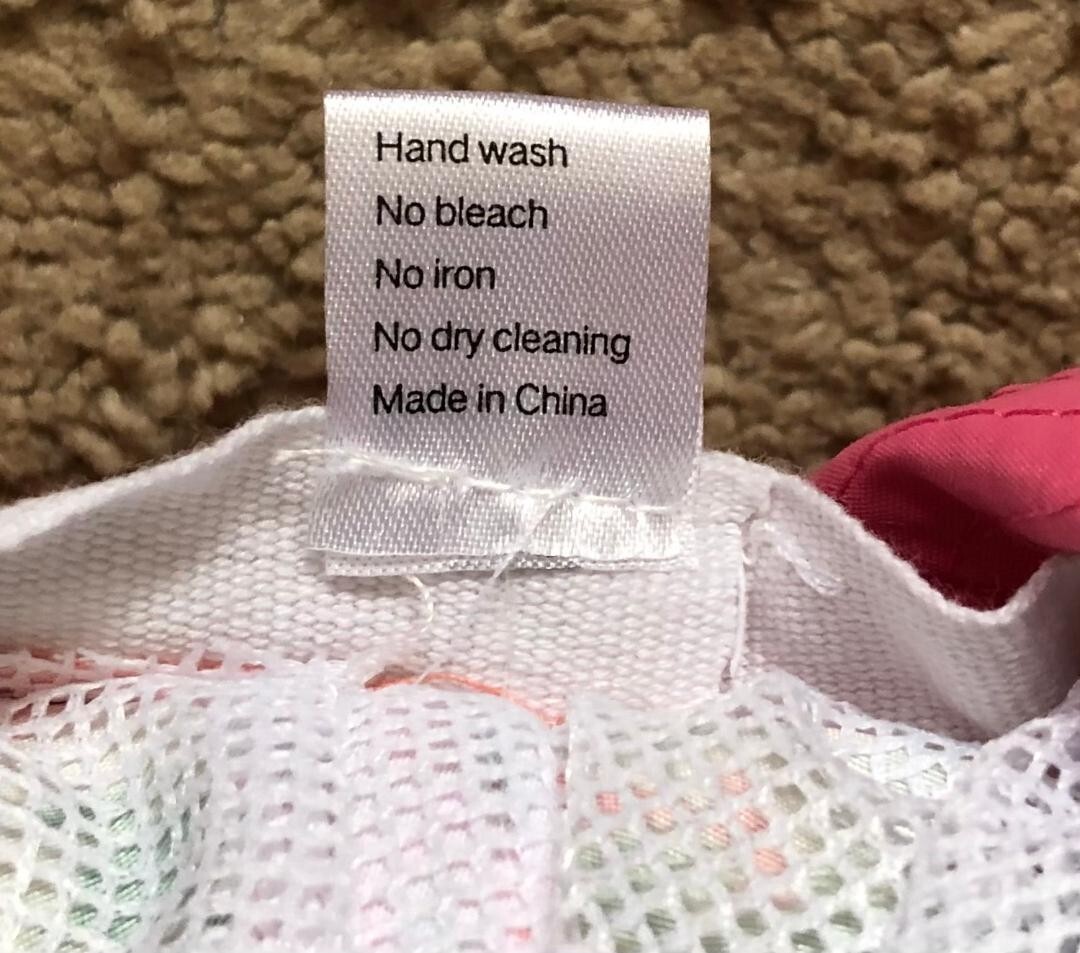 Hand wash
No bleach
No iron
No dry cleaning
Made in China